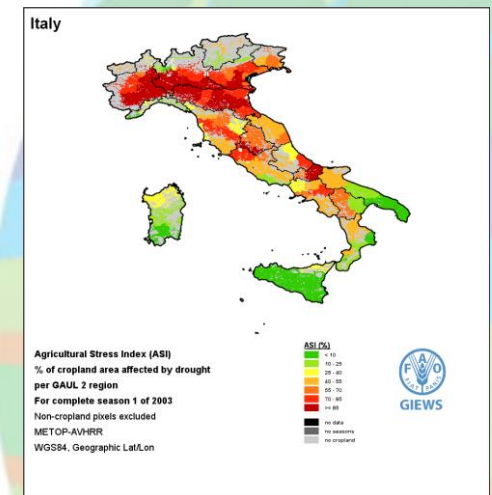 Italy
Agricultural Stress Index (ASI)
% of cropland area affected by drought
per GAUL 2 region
For complete season 1 of 2003
Non-cropland pixels excluded
METOP-AVHRR
WGS84, Geographic Lat/Lon
ASI (%)
< 10
10 - 25
25 - 40
40 - 55
55 - 70
70 - 85
>= 85
no data
no seasons
no cropland
F A O
FIAT PANIS
GIEWS